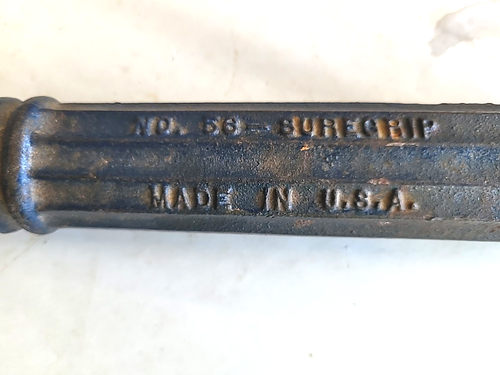 NO. 56 - SUREGRIP
MADE IN U.S.A.